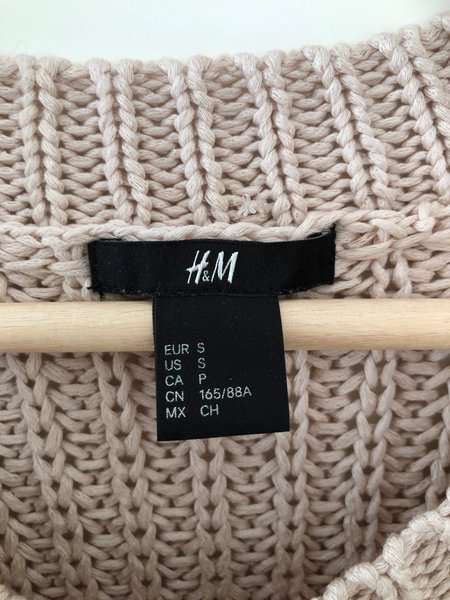 H&M
EUR S
US S
CA P
CN 165/88A
MX CH